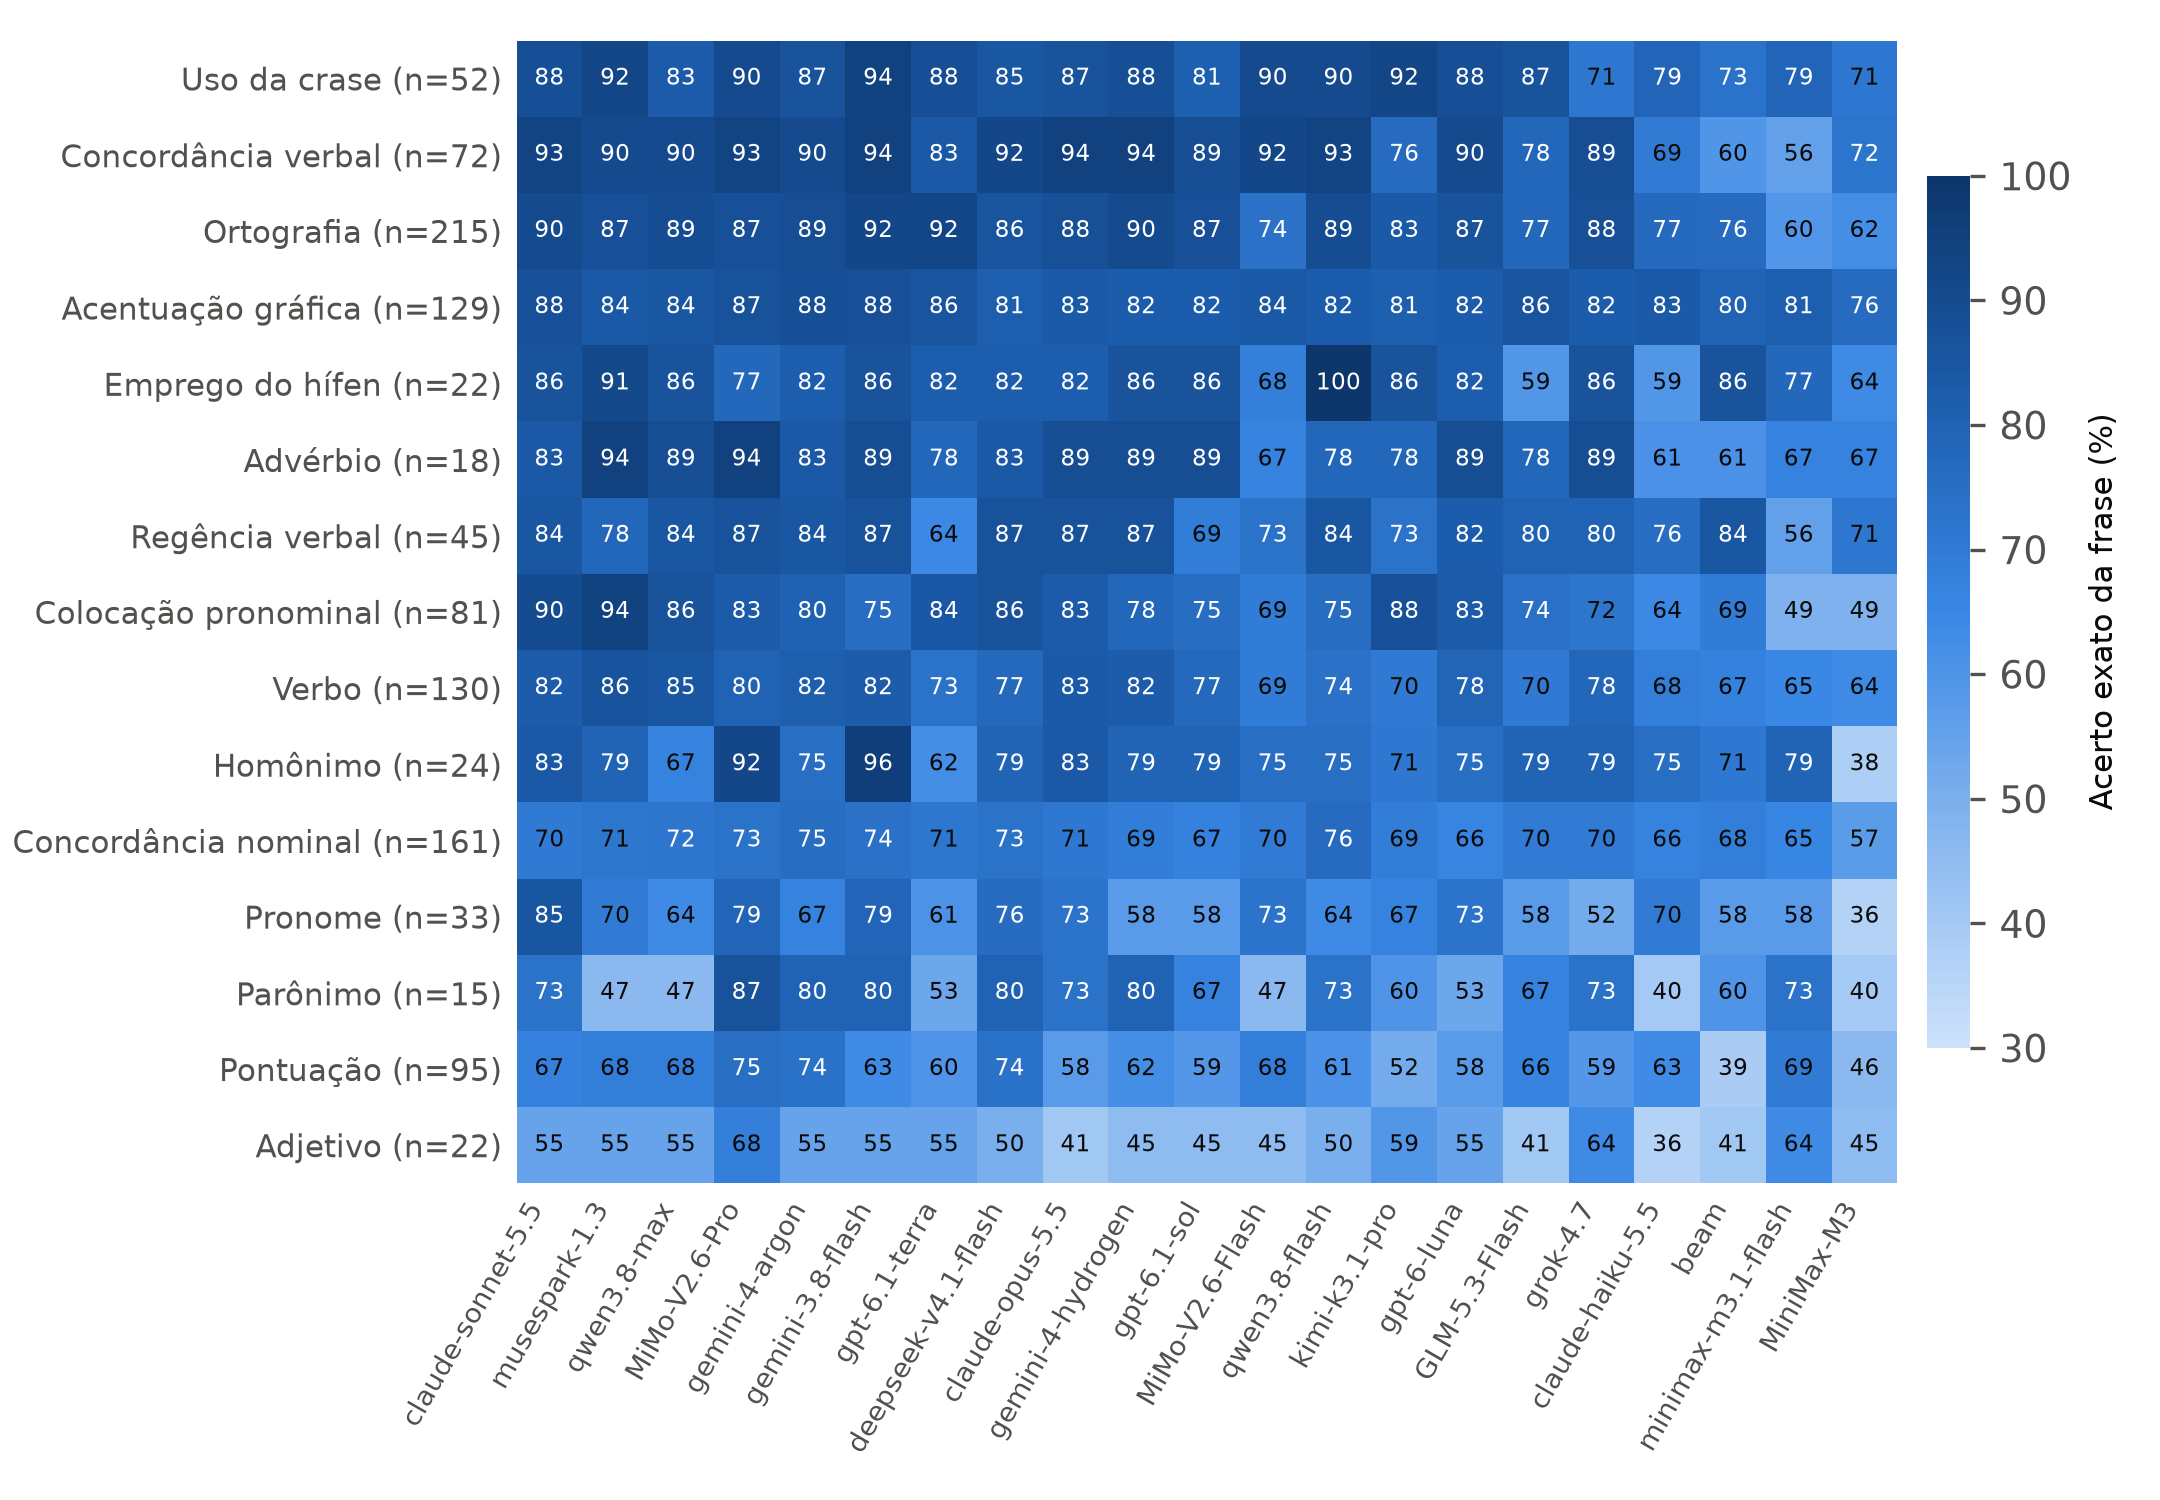 Uso da crase (n=52) 88 92 83 90 87 94 88 85 87 88 81 90 90 92 88 87 71 79 73 79 71
Concordância verbal (n=72) 93 90 90 93 90 94 83 92 94 94 89 92 93 76 90 78 89 69 60 56 72
Ortografia (n=215) 90 87 89 87 89 92 92 86 88 90 87 74 89 83 87 77 88 77 76 60 62
Acentuação gráfica (n=129) 88 84 84 87 88 88 86 81 83 82 82 84 82 81 82 86 82 83 80 81 76
Emprego do hífen (n=22) 86 91 86 77 82 86 82 82 82 86 86 68 100 86 82 59 86 59 86 77 64
Advérbio (n=18) 83 94 89 94 83 89 78 83 89 89 89 67 78 78 89 78 89 61 61 67 67
Regência verbal (n=45) 84 78 84 87 84 87 64 87 87 87 69 73 84 73 82 80 80 76 84 56 71
Colocação pronominal (n=81) 90 94 86 83 80 75 84 86 83 78 75 69 75 88 83 74 72 64 69 49 49
Verbo (n=130) 82 86 85 80 82 82 73 77 83 82 77 69 74 70 78 70 78 68 67 65 64
Homônimo (n=24) 83 79 67 92 75 96 62 79 83 79 79 75 75 71 75 79 79 75 71 79 38
Concordância nominal (n=161) 70 71 72 73 75 74 71 73 71 69 67 70 76 69 66 70 70 66 68 65 57
Pronome (n=33) 85 70 64 79 67 79 61 76 73 58 58 73 64 67 73 58 52 70 58 58 36
Parônimo (n=15) 73 47 47 87 80 80 53 80 73 80 67 47 73 60 53 67 73 40 60 73 40
Pontuação (n=95) 67 68 68 75 74 63 60 74 58 62 59 68 61 52 58 66 59 63 39 69 46
Adjetivo (n=22) 55 55 55 68 55 55 55 50 41 45 45 45 50 59 55 41 64 36 41 64 45
claude-sonnet-5.5
musespark-1.3
qwen3.8-max
MiMo-V2.6-Pro
gemini-4-argon
gemini-3.8-flash
gpt-6.1-terra
deepseek-v4.1-flash
claude-opus-5.5
gemini-4-hydrogen
gpt-6.1-sol
MiMo-V2.6-Flash
qwen3.8-flash
kimi-k3.1-pro
gpt-6-luna
GLM-5.3-Flash
grok-4.7
claude-haiku-5.5
beam
minimax-m3.1-flash
MiniMax-M3
100
90
80
70
60
50
40
30
Acerto exato da frase (%)